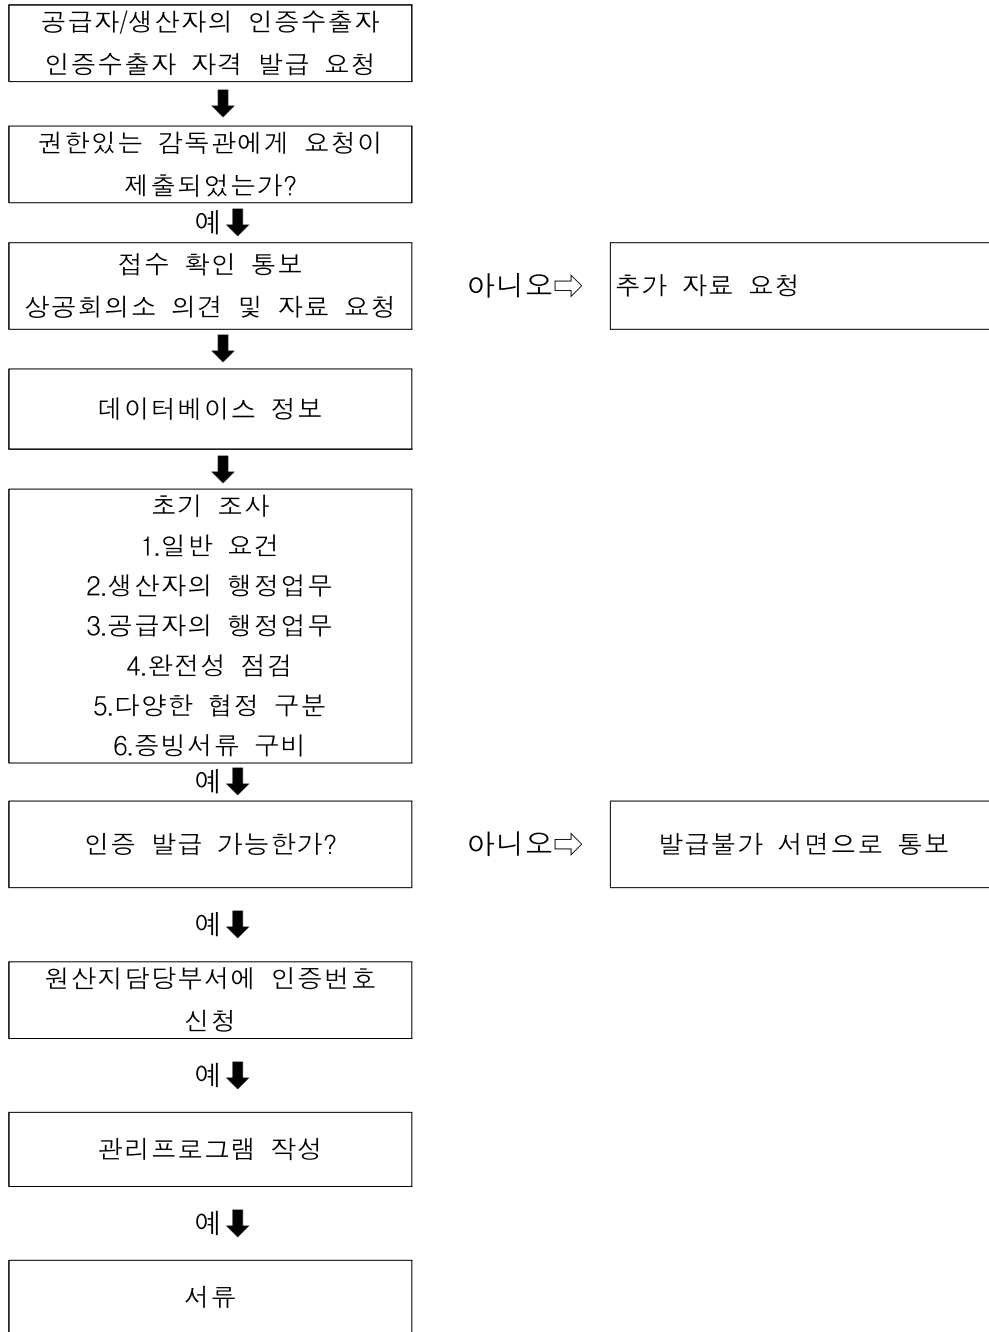 공급자/생산자의 인증수출자
인증수출자 자격 발급 요청
권한있는 감독관에게 요청이
제출되었는가?
예
접수 확인 통보
상공회의소 의견 및 자료 요청
아니오
추가 자료 요청
데이터베이스 정보
초기 조사
1.일반 요건
2.생산자의 행정업무
3.공급자의 행정업무
4.완전성 점검
5.다양한 협정 구분
6.증빙서류 구비
예
인증 발급 가능한가?
아니오
발급불가 서면으로 통보
예
원산지담당부서에 인증번호
신청
예
관리프로그램 작성
예
서류